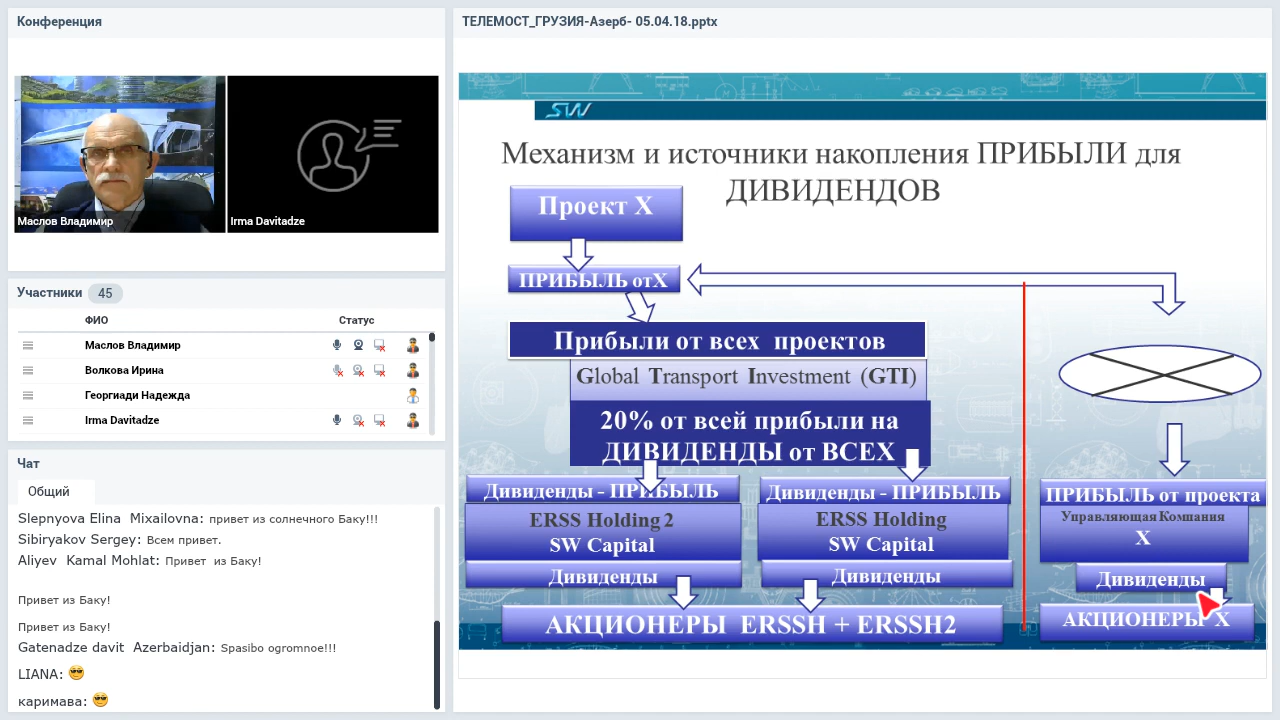 Конференция
Маслов Владимир
Irma Davitadze
Участники 45
ФИО Статус
Маслов Владимир
Волкова Ирина
Георгиади Надежда
Irma Davitadze
Чат
Общий
Slepnyova Elina Mixailovna: привет из солнечного Баку!!!
Sibiryakov Sergey: Всем привет.
Aliyev Kamal Mohlat: Привет из Баку!
Привет из Баку!
Привет из Баку!
Gatenadze davit Azerbaidjan: Spasibo ogromnoe!!!
LIANA:
каримава:
ТЕЛЕМОСТ_ГРУЗИЯ-Азерб- 05.04.18.pptx
SW
Механизм и источники накопления ПРИБЫЛИ для
ДИВИДЕНДОВ
Проект X
ПРИБЫЛЬ отX
Прибыли от всех проектов
Global Transport Investment (GTI)
20% от всей прибыли на
ДИВИДЕНДЫ от ВСЕХ
Дивиденды - ПРИБЫЛЬ
ERSS Holding 2
SW Capital
Дивиденды
Дивиденды - ПРИБЫЛЬ
ERSS Holding
SW Capital
Дивиденды
АКЦИОНЕРЫ ERSSH + ERSSH2
ПРИБЫЛЬ от проекта
Управляющая Компания
X
Дивиденды
АКЦИОНЕРЫ X